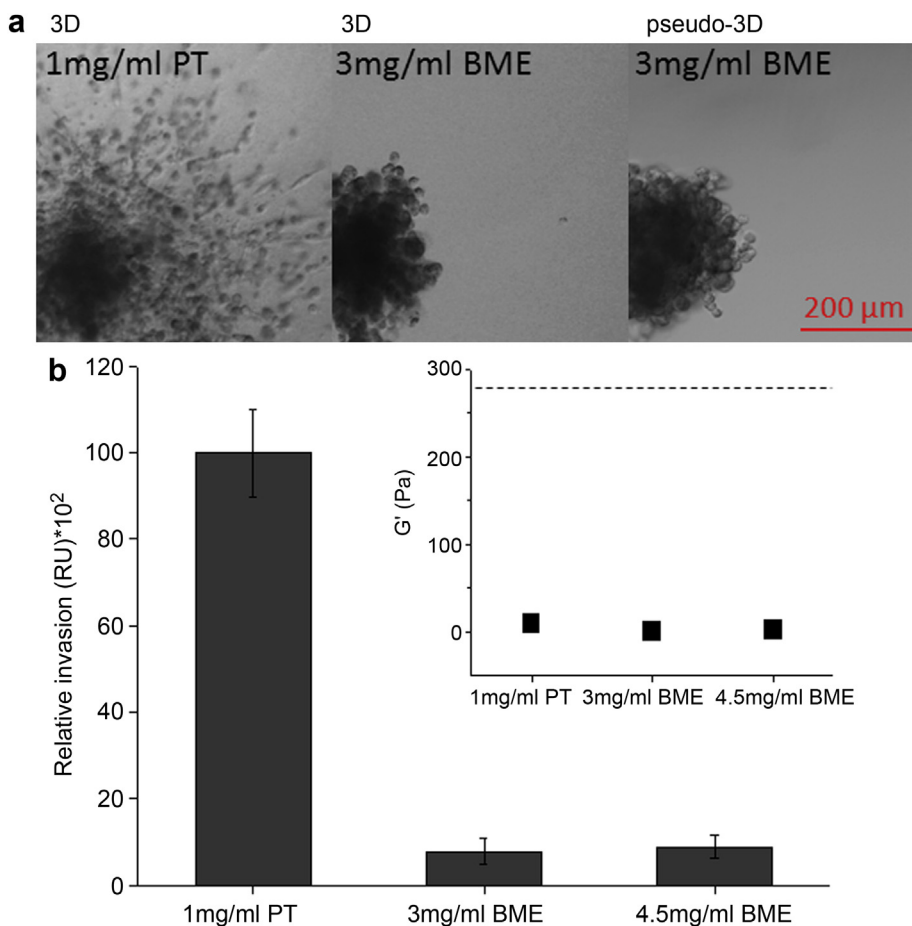 a
3D 3D pseudo-3D
1mg/ml PT 3mg/ml BME 3mg/ml BME
200 µm
b
120
100
80
60
40
20
0
Relative invasion (RU)*10²
1mg/ml PT 3mg/ml BME 4.5mg/ml BME
300
200
100
0
G' (Pa)
1mg/ml PT 3mg/ml BME 4.5mg/ml BME